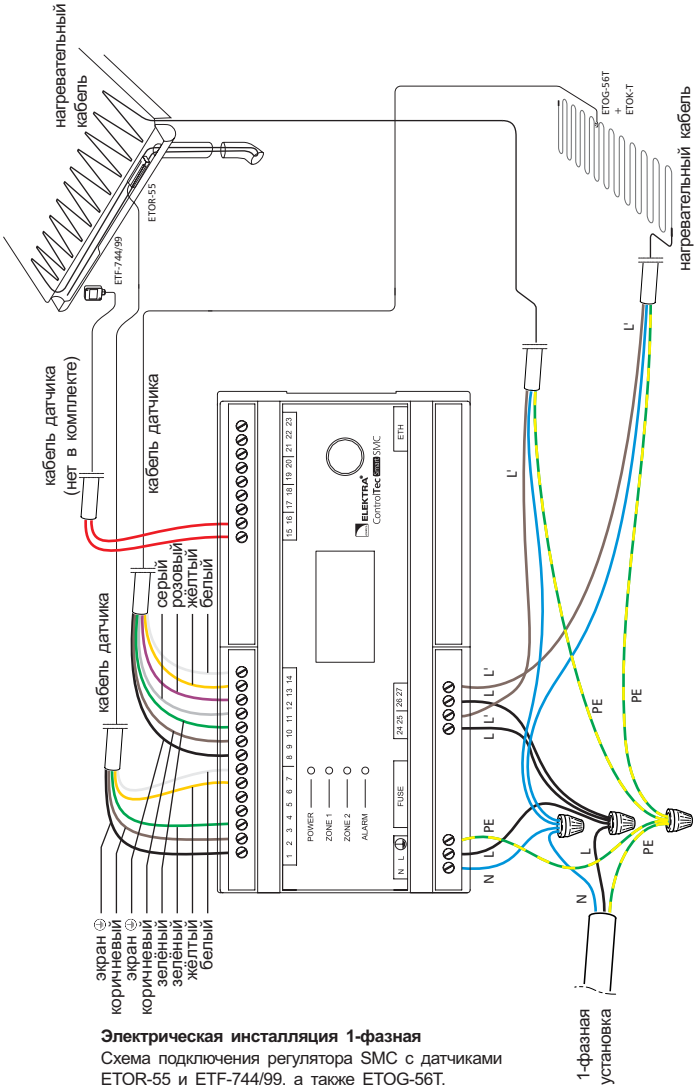 нагревательный
кабель
ETOR-55
ETF-744/99
ETOG-56T
+
ETOK-T
нагревательный кабель
кабель датчика
(нет в комплекте)
кабель датчика
кабель датчика
серый
розовый
жёлтый
белый
экран
коричневый
экран
коричневый
зелёный
зелёный
жёлтый
белый
1 2 3 4 5 6 7
8 9 10 11 12 13 14
15 16 17 18 19 20 21 22 23
POWER
ZONE 1
ZONE 2
ALARM
ELEKTRA®
ControlTec Smart SMC
N L
FUSE
24 25 26 27
ETH
N
L
PE
L
L'
L
L'
L'
L'
PE
PE
N
L
PE
1-фазная
установка
Электрическая инсталляция 1-фазная
Схема подключения регулятора SMC с датчиками
ETOR-55 и ETF-744/99, а также ETOG-56T.